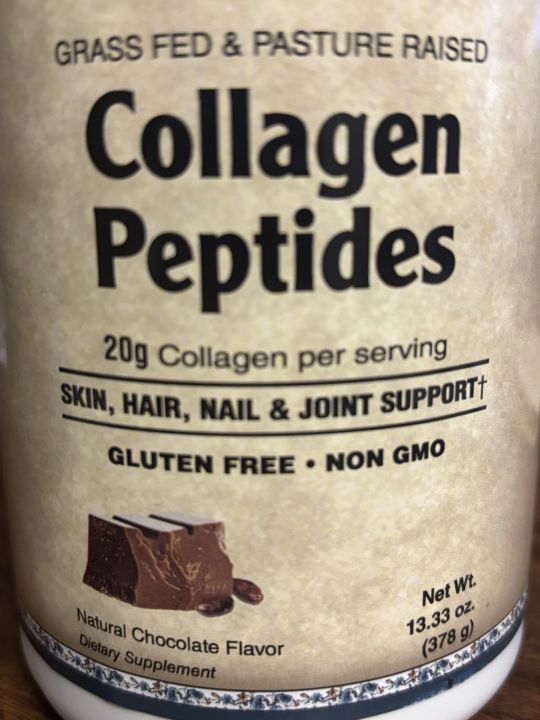 GRASS FED & PASTURE RAISED
Collagen
Peptides
20g Collagen per serving
SKIN, HAIR, NAIL & JOINT SUPPORT†
GLUTEN FREE • NON GMO
Natural Chocolate Flavor
Dietary Supplement
Net Wt.
13.33 oz.
(378 g)